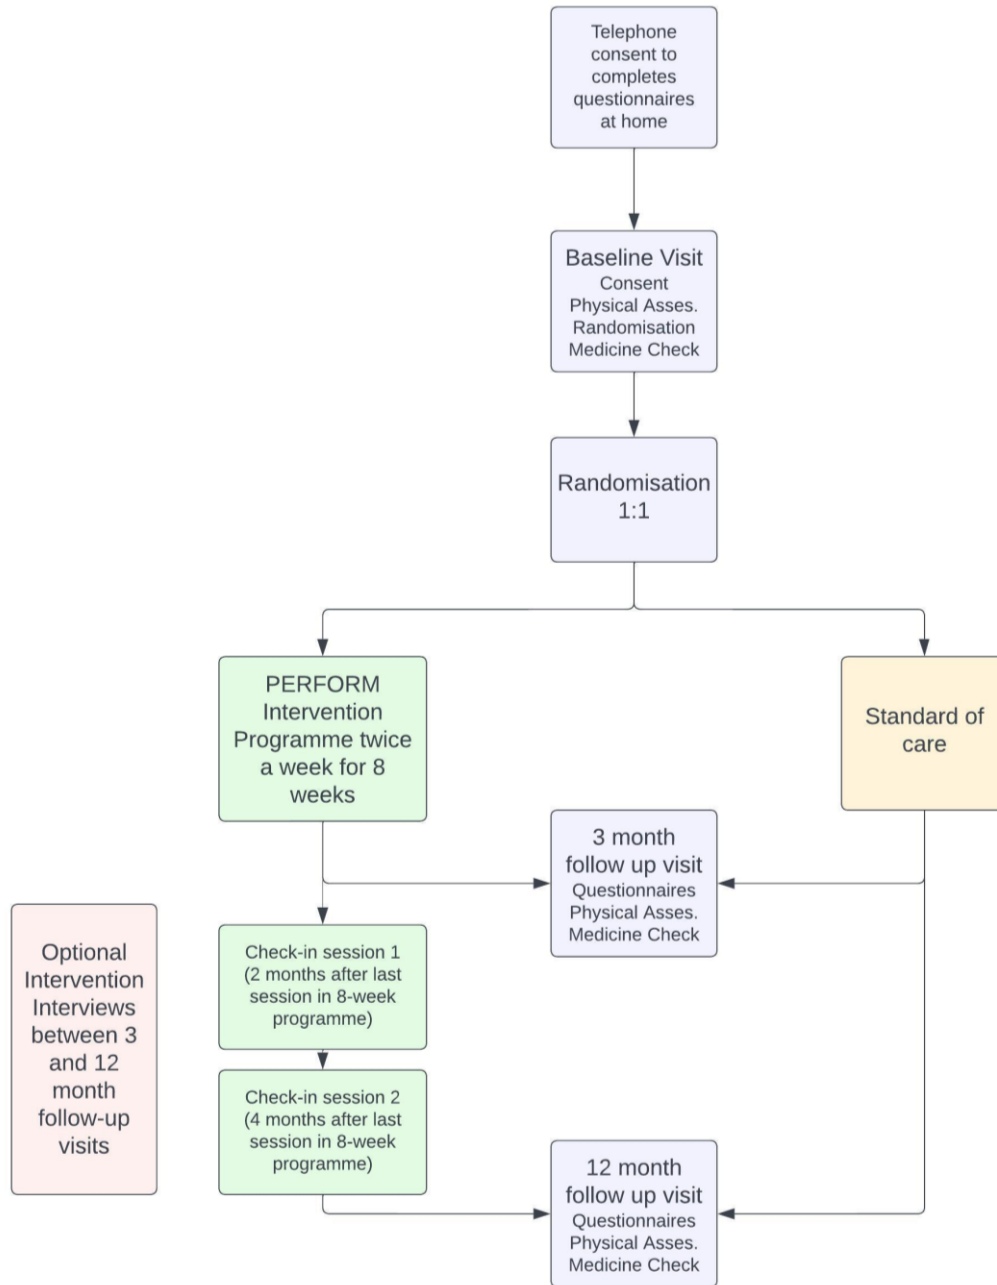 Telephone
consent to
completes
questionnaires
at home
Baseline Visit
Consent
Physical Asses.
Randomisation
Medicine Check
Randomisation
1:1
PERFORM
Intervention
Programme twice
a week for 8
weeks
Standard of
care
3 month
follow up visit
Questionnaires
Physical Asses.
Medicine Check
Optional
Intervention
Interviews
between 3
and 12
month
follow-up
visits
Check-in session 1
(2 months after last
session in 8-week
programme)
Check-in session 2
(4 months after last
session in 8-week
programme)
12 month
follow up visit
Questionnaires
Physical Asses.
Medicine Check